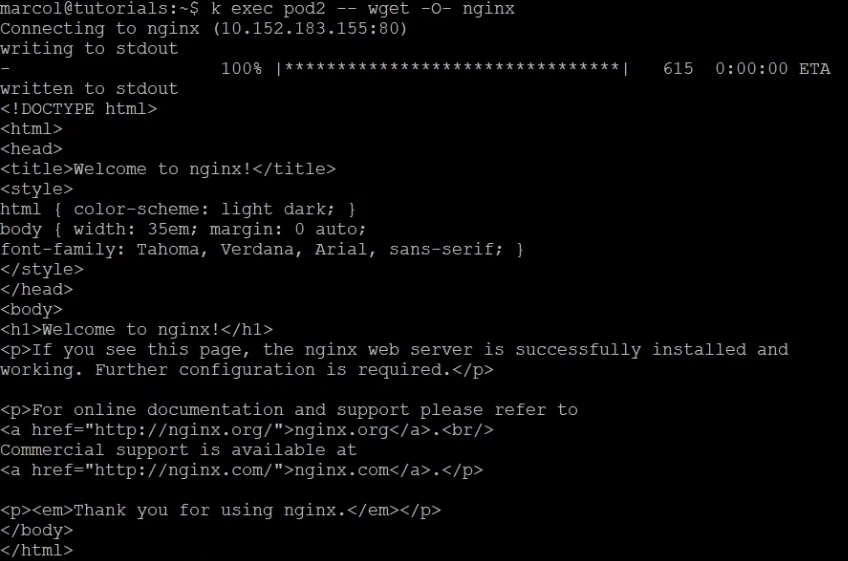 marcol@tutorials:~$ k exec pod2 -- wget -O- nginx
Connecting to nginx (10.152.183.155:80)
writing to stdout
-                    100% |********************************|   615  0:00:00 ETA
written to stdout
<!DOCTYPE html>
<html>
<head>
<title>Welcome to nginx!</title>
<style>
html { color-scheme: light dark; }
body { width: 35em; margin: 0 auto;
font-family: Tahoma, Verdana, Arial, sans-serif; }
</style>
</head>
<body>
<h1>Welcome to nginx!</h1>
<p>If you see this page, the nginx web server is successfully installed and
working. Further configuration is required.</p>

<p>For online documentation and support please refer to
<a href="http://nginx.org/">nginx.org</a>.<br/>
Commercial support is available at
<a href="http://nginx.com/">nginx.com</a>.</p>

<p><em>Thank you for using nginx.</em></p>
</body>
</html>